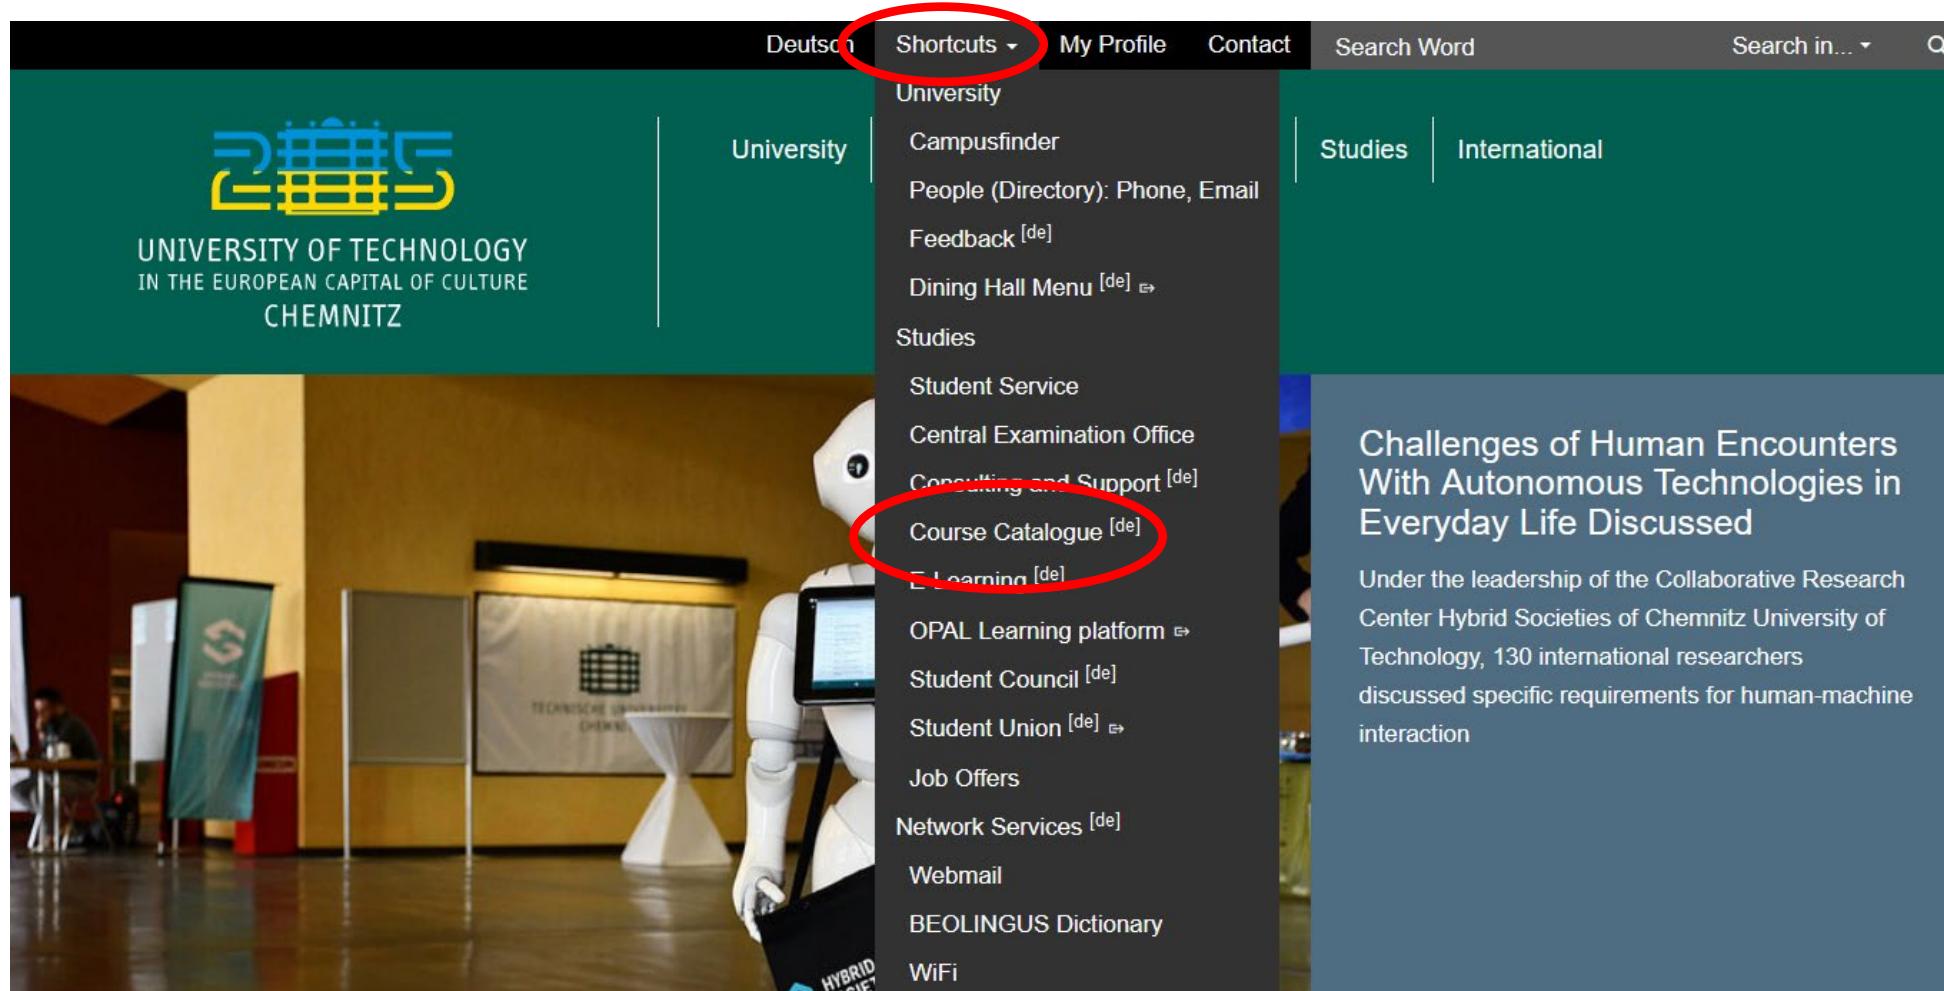 Deutsch Shortcuts My Profile Contact Search Word Search in...
University
Campusfinder
People (Directory): Phone, Email
Feedback [de]
Dining Hall Menu [de]
Studies
Student Service
Central Examination Office
Consulting and Support [de]
Course Catalogue [de]
E-Learning [de]
OPAL Learning platform
Student Council [de]
Student Union [de]
Job Offers
Network Services [de]
Webmail
BEOLINGUS Dictionary
WiFi
University Studies International
UNIVERSITY OF TECHNOLOGY
IN THE EUROPEAN CAPITAL OF CULTURE
CHEMNITZ
TECHNISCHE UNIVERSITÄT
CHEMNITZ
HYBRID
Challenges of Human Encounters
With Autonomous Technologies in
Everyday Life Discussed
Under the leadership of the Collaborative Research
Center Hybrid Societies of Chemnitz University of
Technology, 130 international researchers
discussed specific requirements for human-machine
interaction